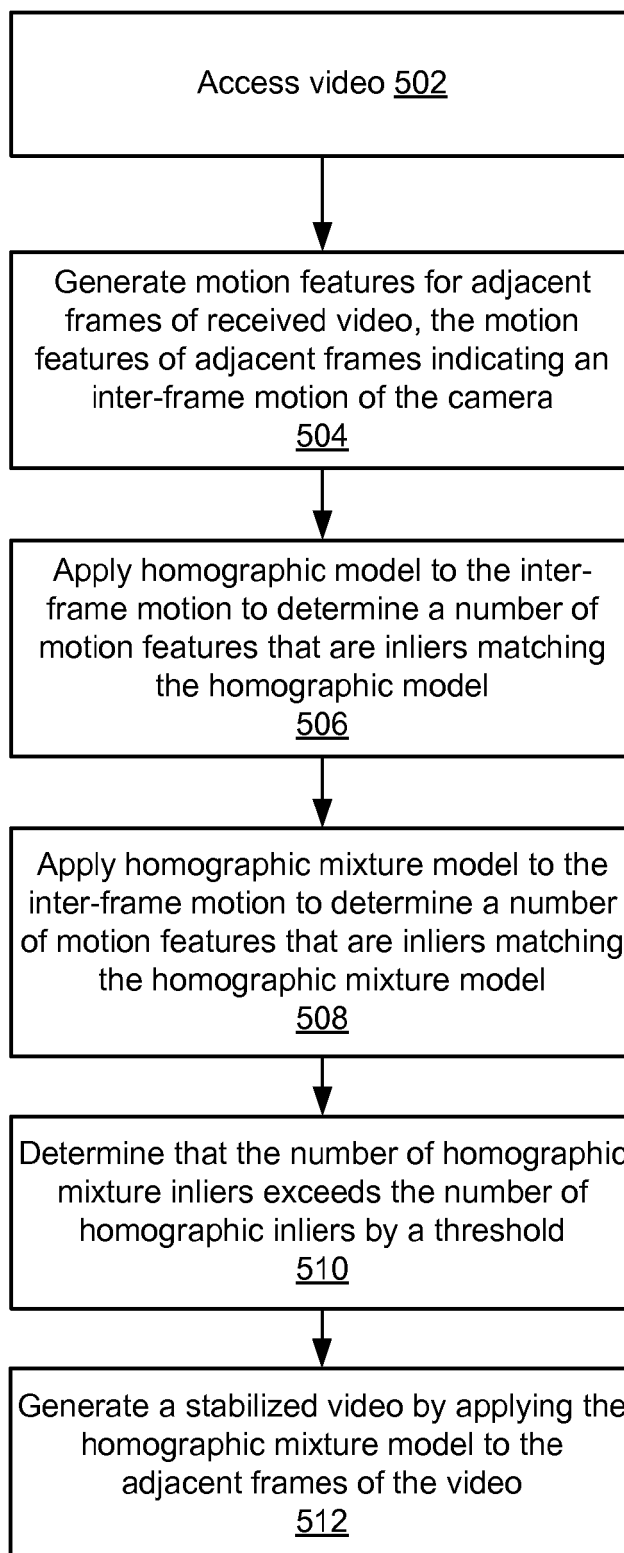 Access video 502
Generate motion features for adjacent
frames of received video, the motion
features of adjacent frames indicating an
inter-frame motion of the camera
504
Apply homographic model to the inter-
frame motion to determine a number of
motion features that are inliers matching
the homographic model
506
Apply homographic mixture model to the
inter-frame motion to determine a number
of motion features that are inliers matching
the homographic mixture model
508
Determine that the number of homographic
mixture inliers exceeds the number of
homographic inliers by a threshold
510
Generate a stabilized video by applying the
homographic mixture model to the
adjacent frames of the video
512